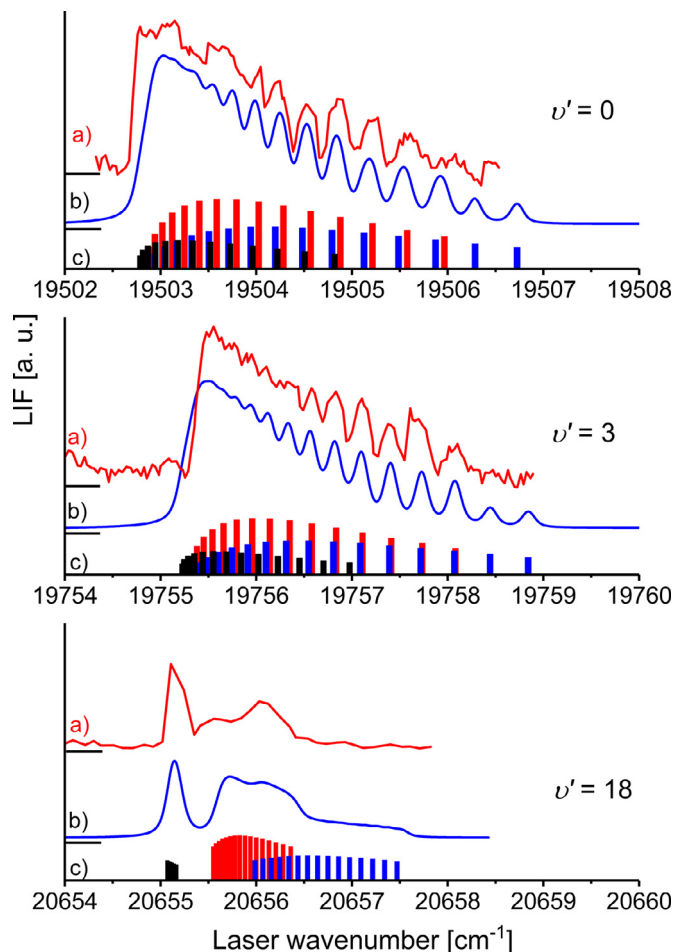 a)
b)
c)
υ' = 0
19502 19503 19504 19505 19506 19507 19508
LIF [a. u.]
a)
b)
c)
υ' = 3
19754 19755 19756 19757 19758 19759 19760
a)
b)
c)
υ' = 18
20654 20655 20656 20657 20658 20659 20660
Laser wavenumber [cm⁻¹]